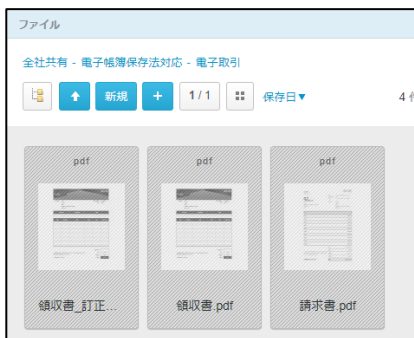 ファイル
全社共有 - 電子帳簿保存法対応 - 電子取引
新規 + 1 / 1 保存日▼ 4 件
pdf pdf pdf
領収書_訂正... 領収書.pdf 請求書.pdf